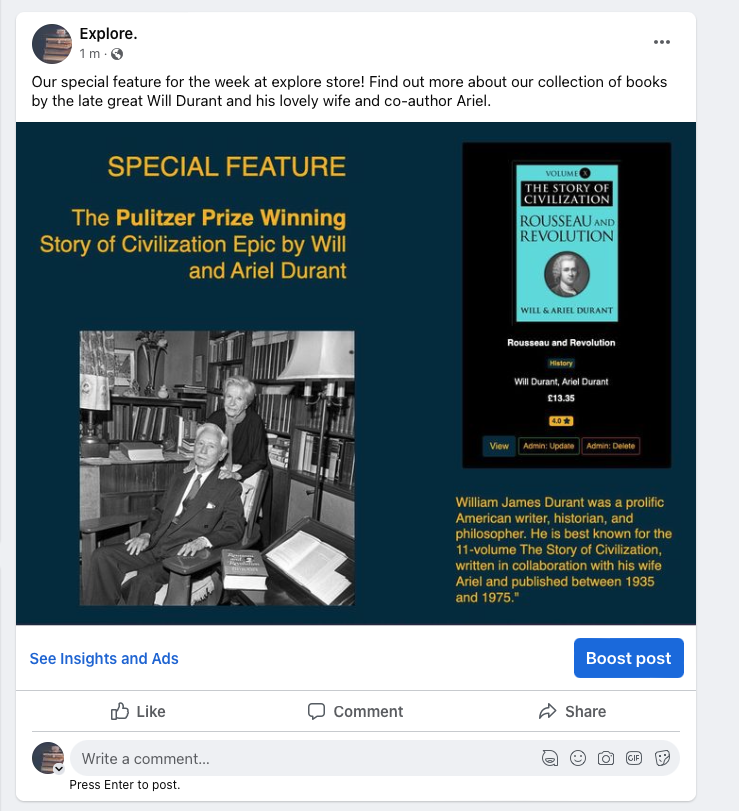 Explore.
1 m ·
Our special feature for the week at explore store! Find out more about our collection of books
by the late great Will Durant and his lovely wife and co-author Ariel.
SPECIAL FEATURE
The Pulitzer Prize Winning
Story of Civilization Epic by Will
and Ariel Durant
VOLUME X
THE STORY OF
CIVILIZATION
ROUSSEAU AND
REVOLUTION
WILL & ARIEL DURANT
Rousseau and Revolution
History
Will Durant, Ariel Durant
£13.35
4.0 ★
View
Admin: Update
Admin: Delete
Rousseau
and
Revolution
William James Durant was a prolific
American writer, historian, and
philosopher. He is best known for the
11-volume The Story of Civilization,
written in collaboration with his wife
Ariel and published between 1935
and 1975."
See Insights and Ads
Boost post
Like
Comment
Share
Write a comment...
GIF
Press Enter to post.